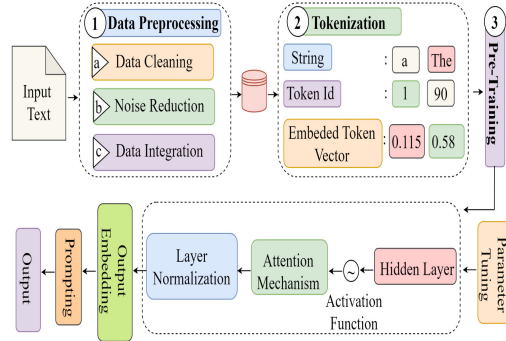 1 Data Preprocessing
Input
Text
a Data Cleaning
b Noise Reduction
c Data Integration
2 Tokenization
String : a The
Token Id : 1 90
Embeded Token
Vector : 0.115 0.58
3
Pre-Training
Parameter
Tuning
Hidden Layer
~
Activation
Function
Attention
Mechanism
Layer
Normalization
Output
Embedding
Prompting
Output